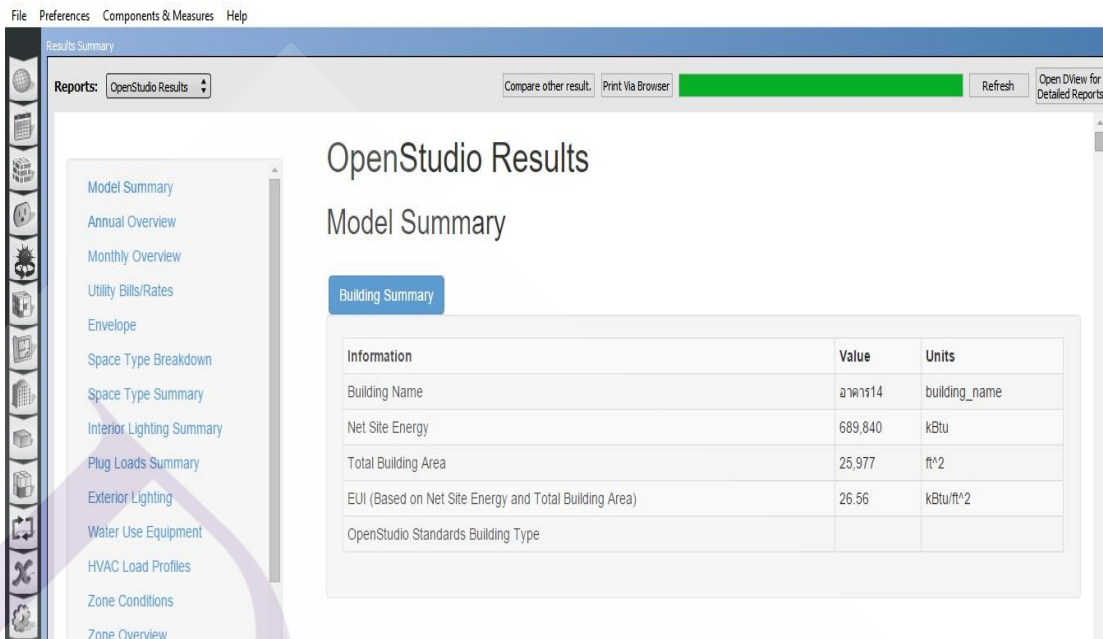 File Preferences Components & Measures Help
Results Summary
Reports: OpenStudio Results
Compare other result. Print Via Browser Refresh Open DView for
Detailed Reports
Model Summary
Annual Overview
Monthly Overview
Utility Bills/Rates
Envelope
Space Type Breakdown
Space Type Summary
Interior Lighting Summary
Plug Loads Summary
Exterior Lighting
Water Use Equipment
HVAC Load Profiles
Zone Conditions
Zone Overview
OpenStudio Results
Model Summary
Building Summary
Information Value Units
Building Name อาคาร14 building_name
Net Site Energy 689,840 kBtu
Total Building Area 25,977 ft^2
EUI (Based on Net Site Energy and Total Building Area) 26.56 kBtu/ft^2
OpenStudio Standards Building Type